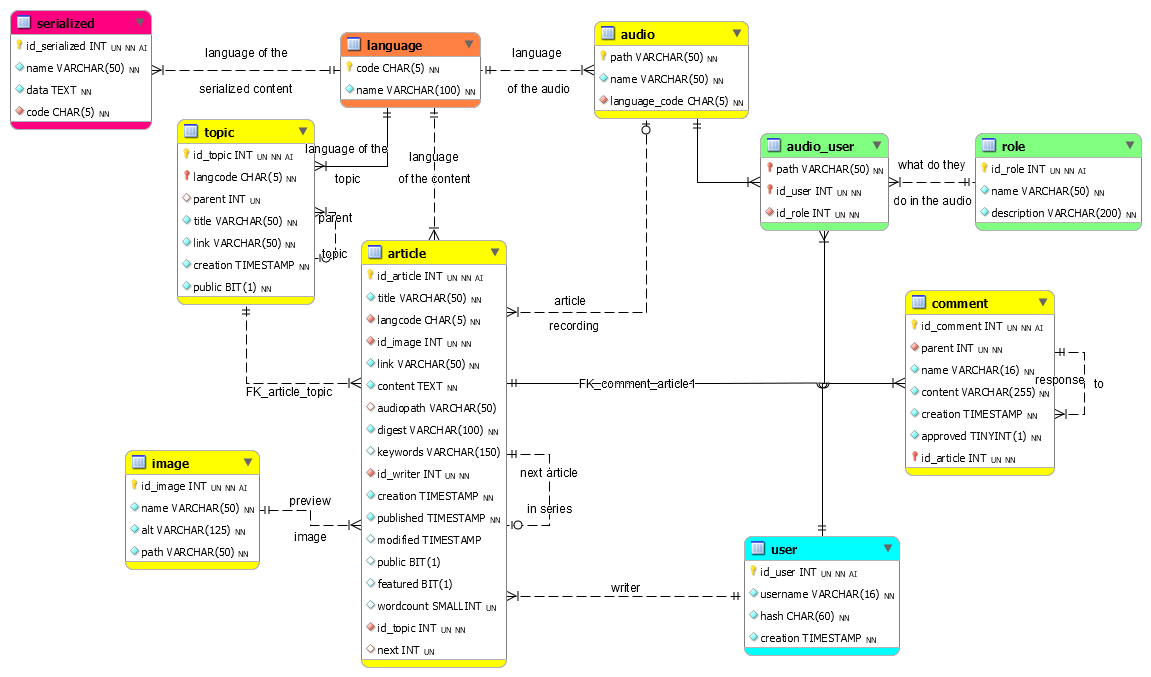 serialized
id_serialized INT UN NN AI
name VARCHAR(50) NN
data TEXT NN
code CHAR(5) NN
language of the
serialized content
language
code CHAR(5) NN
name VARCHAR(100) NN
language
of the audio
audio
path VARCHAR(50) NN
name VARCHAR(50) NN
language_code CHAR(5) NN
topic
id_topic INT UN NN AI
langcode CHAR(5) NN
parent INT UN
title VARCHAR(50) NN
link VARCHAR(50) NN
creation TIMESTAMP NN
public BIT(1) NN
language of the
topic
parent
topic
language
of the content
audio_user
path VARCHAR(50) NN
id_user INT UN NN
id_role INT UN NN
what do they
do in the audio
role
id_role INT UN NN AI
name VARCHAR(50) NN
description VARCHAR(200) NN
article
id_article INT UN NN AI
title VARCHAR(50) NN
langcode CHAR(5) NN
id_image INT UN NN
link VARCHAR(50) NN
content TEXT NN
audiopath VARCHAR(50)
digest VARCHAR(100) NN
keywords VARCHAR(150)
id_writer INT UN NN
creation TIMESTAMP NN
published TIMESTAMP NN
modified TIMESTAMP
public BIT(1)
featured BIT(1)
wordcount SMALLINT UN
id_topic INT UN NN
next INT UN
article
recording
FK_article_topic
FK_comment_article1
comment
id_comment INT UN NN AI
parent INT UN NN
name VARCHAR(16) NN
content VARCHAR(255) NN
creation TIMESTAMP NN
approved TINYINT(1) NN
id_article INT UN NN
response
to
image
id_image INT UN NN AI
name VARCHAR(50) NN
alt VARCHAR(125) NN
path VARCHAR(50) NN
preview
image
next article
in series
writer
user
id_user INT UN NN AI
username VARCHAR(16) NN
hash CHAR(60) NN
creation TIMESTAMP NN